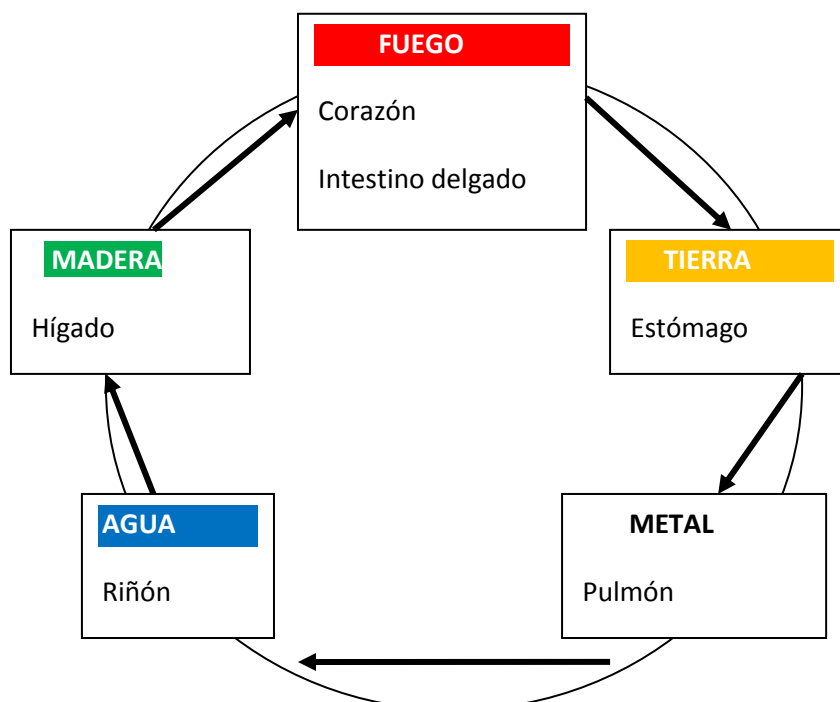 FUEGO
Corazón
Intestino delgado
MADERA
Hígado
TIERRA
Estómago
AGUA
Riñón
METAL
Pulmón